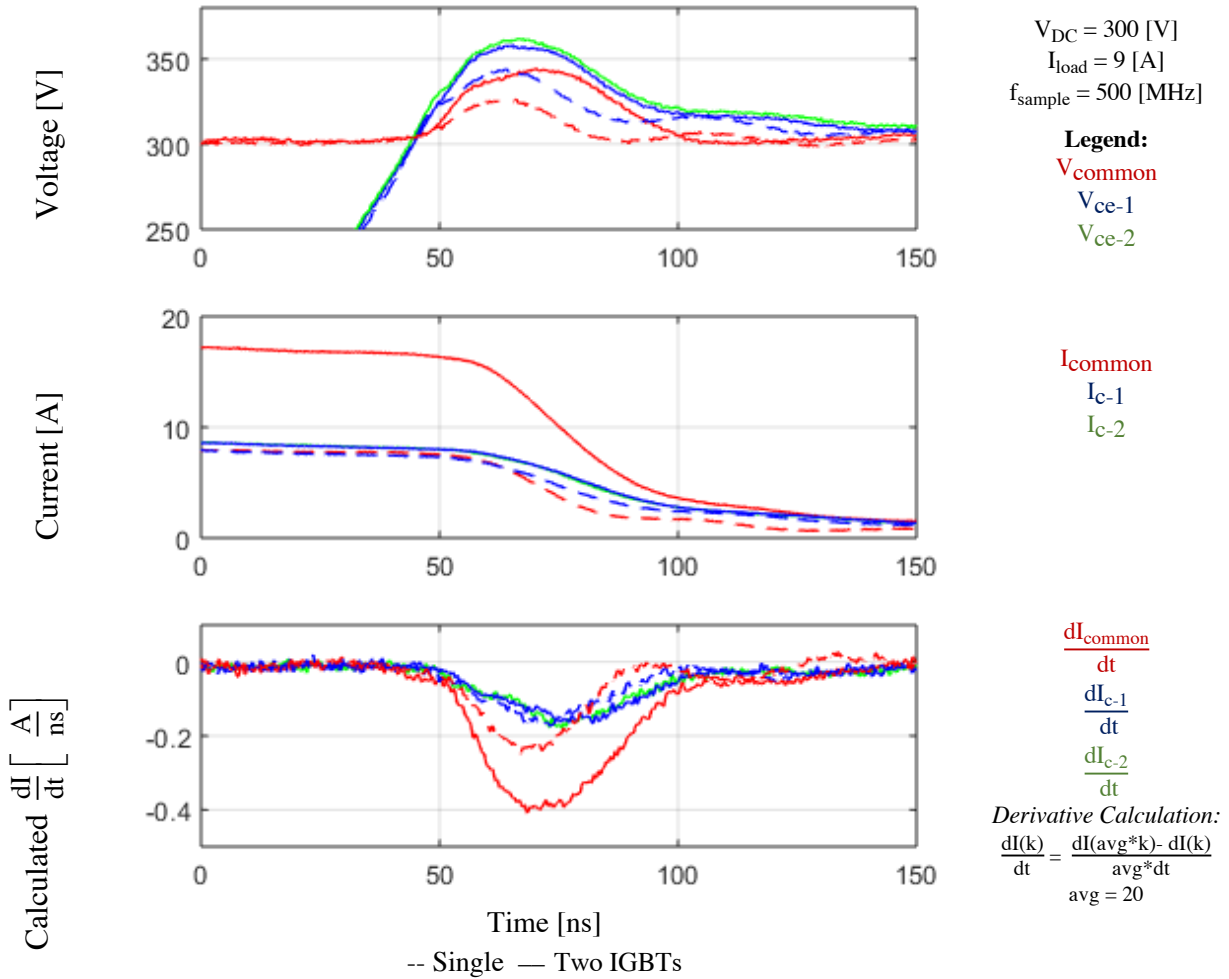 Voltage [V]
350
300
250
0
50
100
150
V_DC = 300 [V]
I_load = 9 [A]
f_sample = 500 [MHz]
Legend:
V_common
V_ce-1
V_ce-2
Current [A]
20
10
0
0
50
100
150
I_common
I_c-1
I_c-2
Calculated dI/dt [ A/ns ]
0
-0.2
-0.4
0
50
100
150
Time [ns]
-- Single — Two IGBTs
dI_common
dt
dI_c-1
dt
dI_c-2
dt
Derivative Calculation:
dI(k)/dt = dI(avg*k)- dI(k)/avg*dt
avg = 20